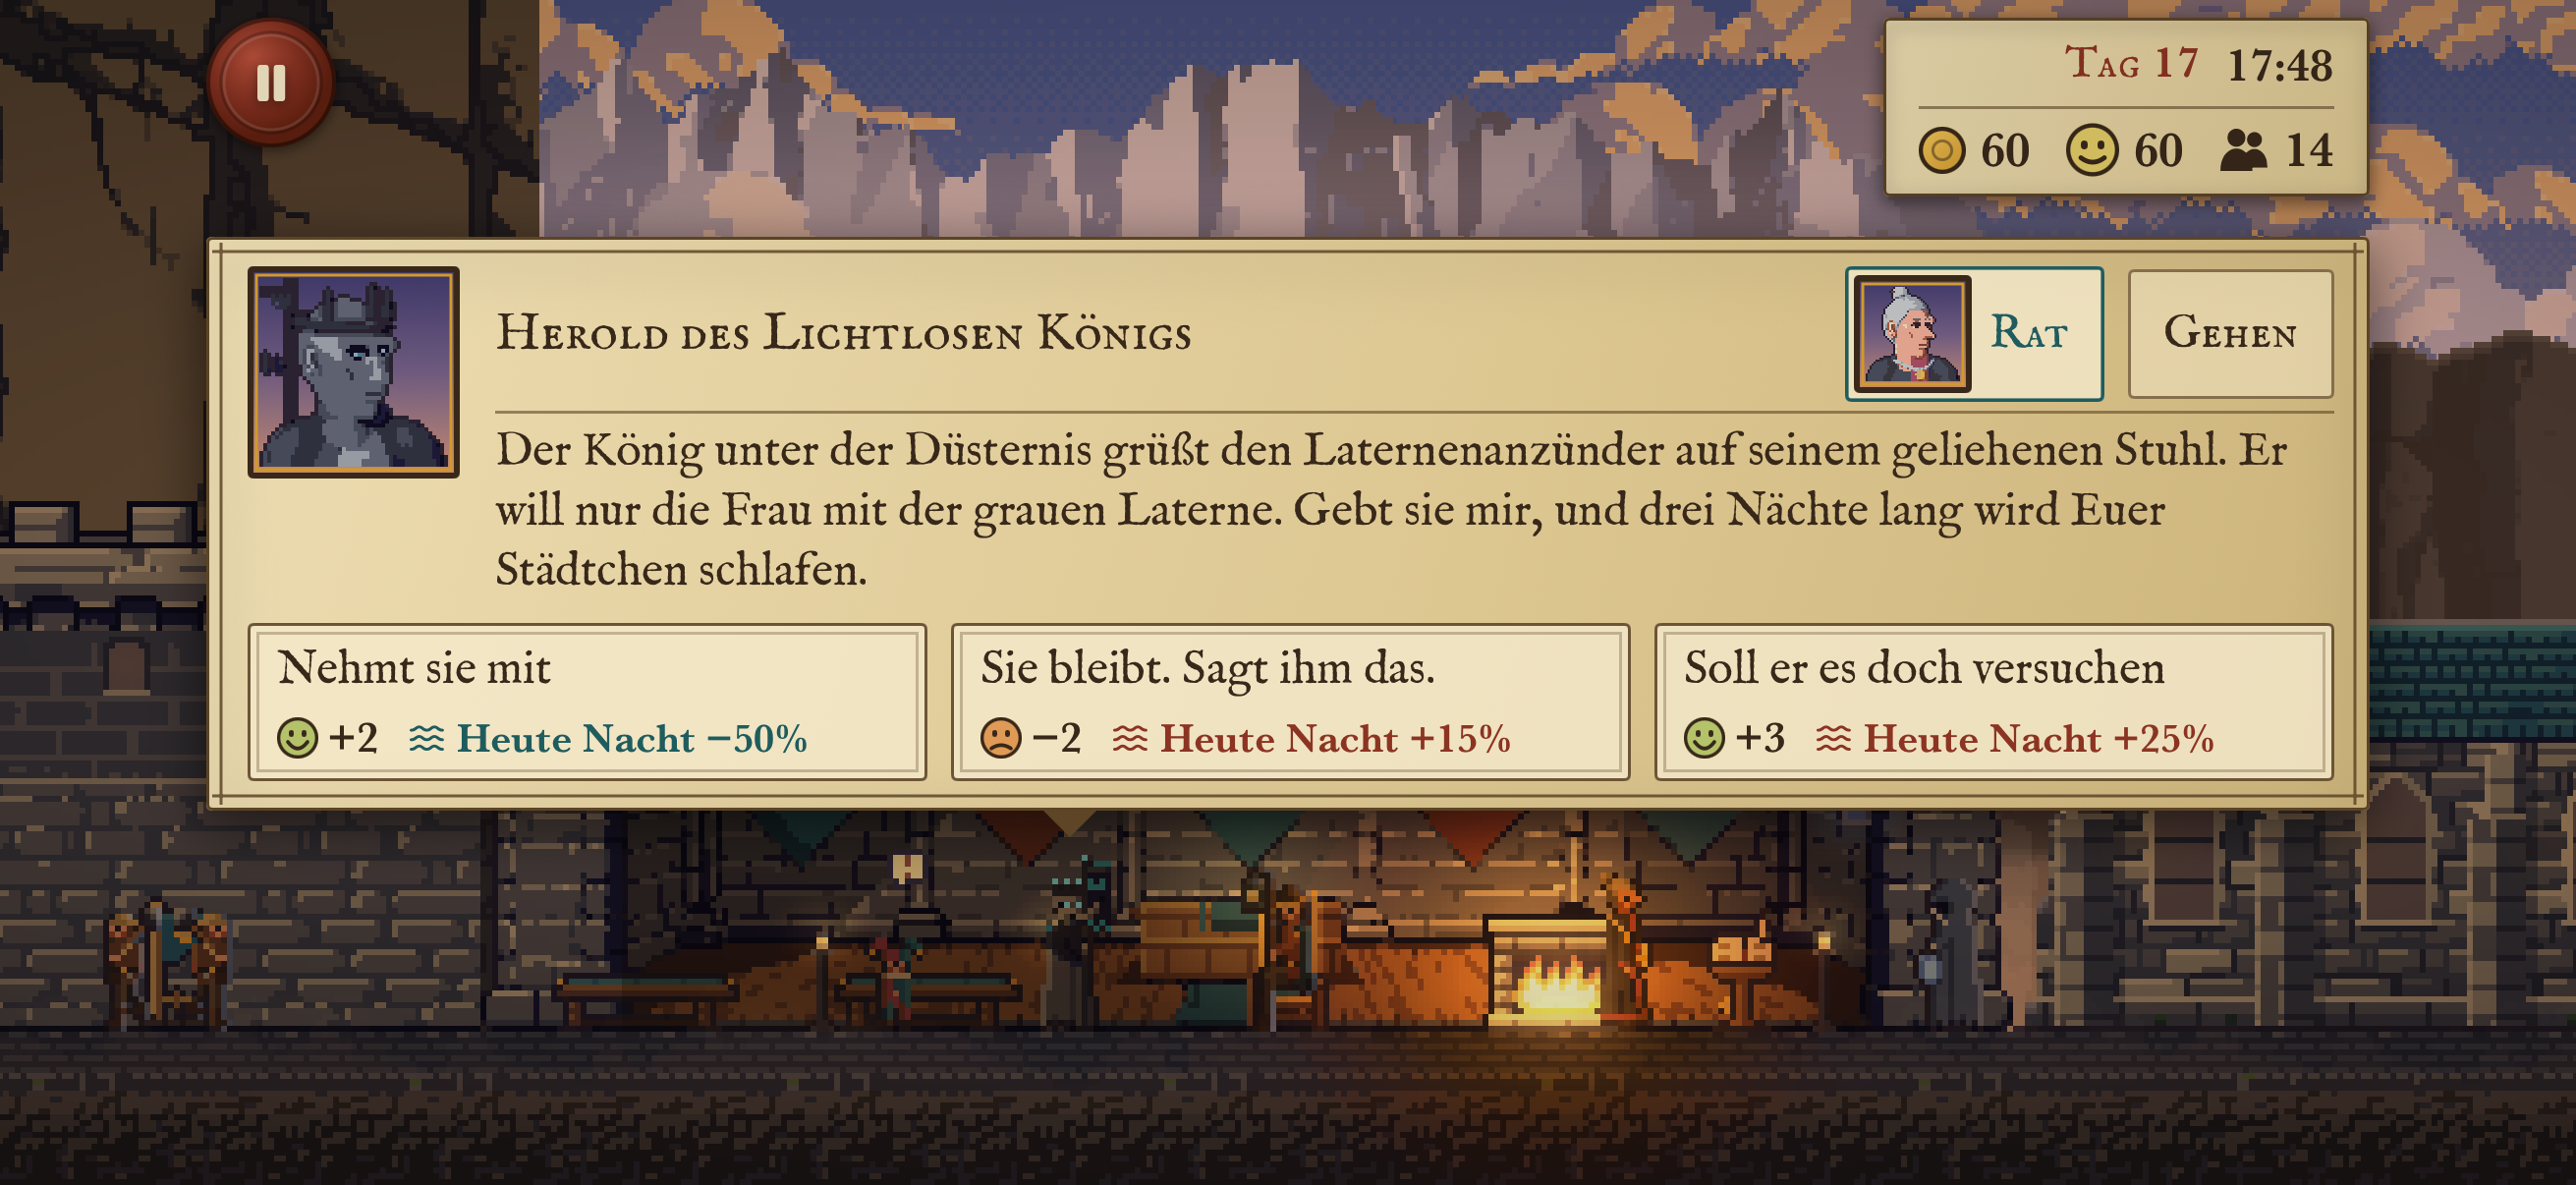 Tag 17 17:48
60 60 14
Herold des Lichtlosen Königs
Rat
Gehen
Der König unter der Düsternis grüßt den Laternenanzünder auf seinem geliehenen Stuhl. Er
will nur die Frau mit der grauen Laterne. Gebt sie mir, und drei Nächte lang wird Euer
Städtchen schlafen.
Nehmt sie mit
+2 Heute Nacht −50%
Sie bleibt. Sagt ihm das.
−2 Heute Nacht +15%
Soll er es doch versuchen
+3 Heute Nacht +25%